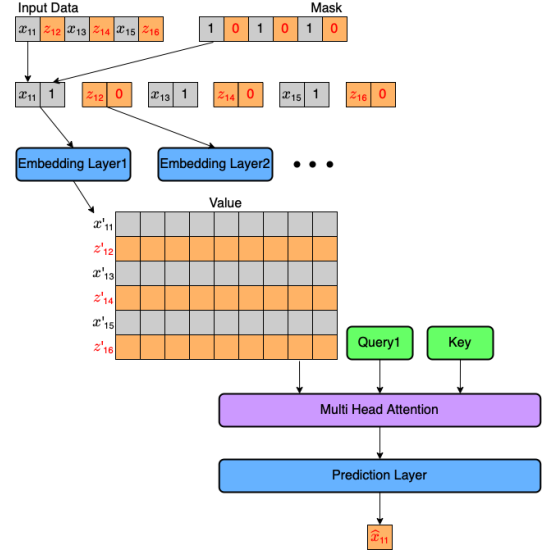 Input Data Mask
x11 z12 x13 z14 x15 z16 1 0 1 0 1 0
x11 1 z12 0 x13 1 z14 0 x15 1 z16 0
Embedding Layer1 Embedding Layer2 • • •
Value
x'11
z'12
x'13
z'14
x'15
z'16
Query1 Key
Multi Head Attention
Prediction Layer
x̂11